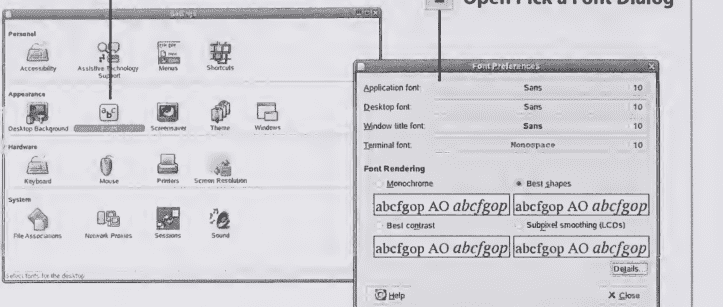 Open Pick a Font Dialog
Settings
Personal
Accessibility
Assistive Technology Support
Menus
Shortcuts
Appearance
Desktop Background
Screensaver
Theme
Windows
Hardware
Keyboard
Mouse
Printers
Screen Resolution
System
File Associations
Network Proxies
Sessions
Sound
Select fonts for the desktop
Font Preferences
Application font: Sans 10
Desktop font: Sans 10
Window title font: Sans 10
Terminal font: Monospace 10
Font Rendering
Monochrome
Best shapes
abcfgop AO abcfgop
abcfgop AO abcfgop
Best contrast
Subpixel smoothing (LCDs)
abcfgop AO abcfgop
abcfgop AO abcfgop
Details...
Help
Close